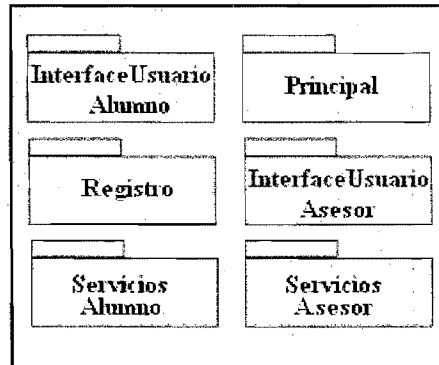 InterfaceUsuario
Alumno
Principal
Registro
InterfaceUsuario
Asesor
Servicios
Alumno
Servicios
Asesor